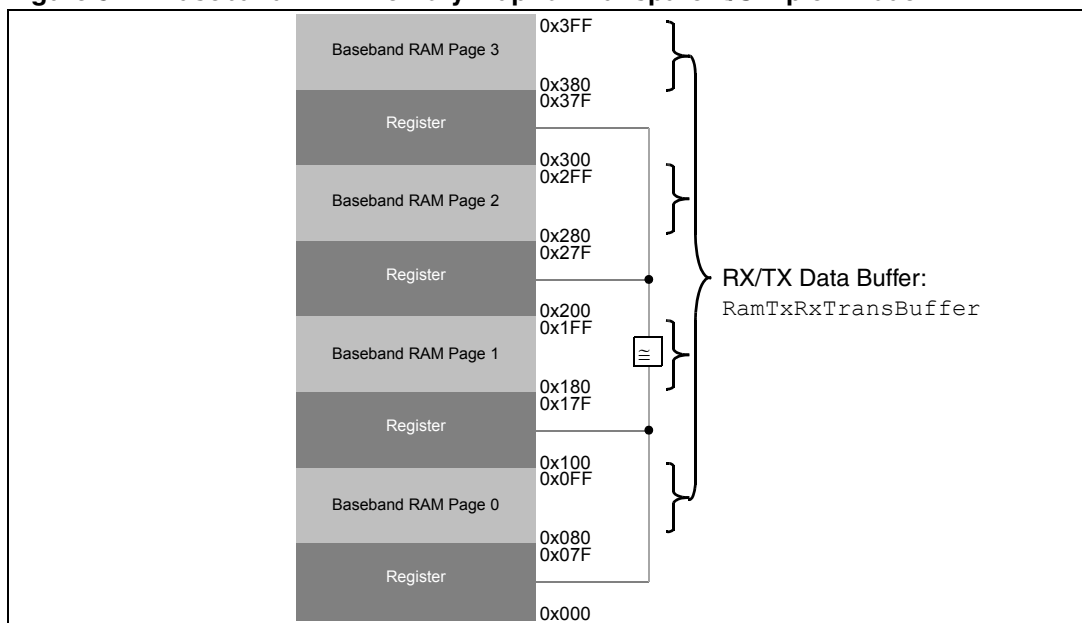 Baseband RAM Page 3
0x3FF
0x380
0x37F
Register
0x300
0x2FF
Baseband RAM Page 2
0x280
0x27F
Register
RX/TX Data Buffer:
RamTxRxTransBuffer
0x200
0x1FF
Baseband RAM Page 1
≅
0x180
0x17F
Register
0x100
0x0FF
Baseband RAM Page 0
0x080
0x07F
Register
0x000